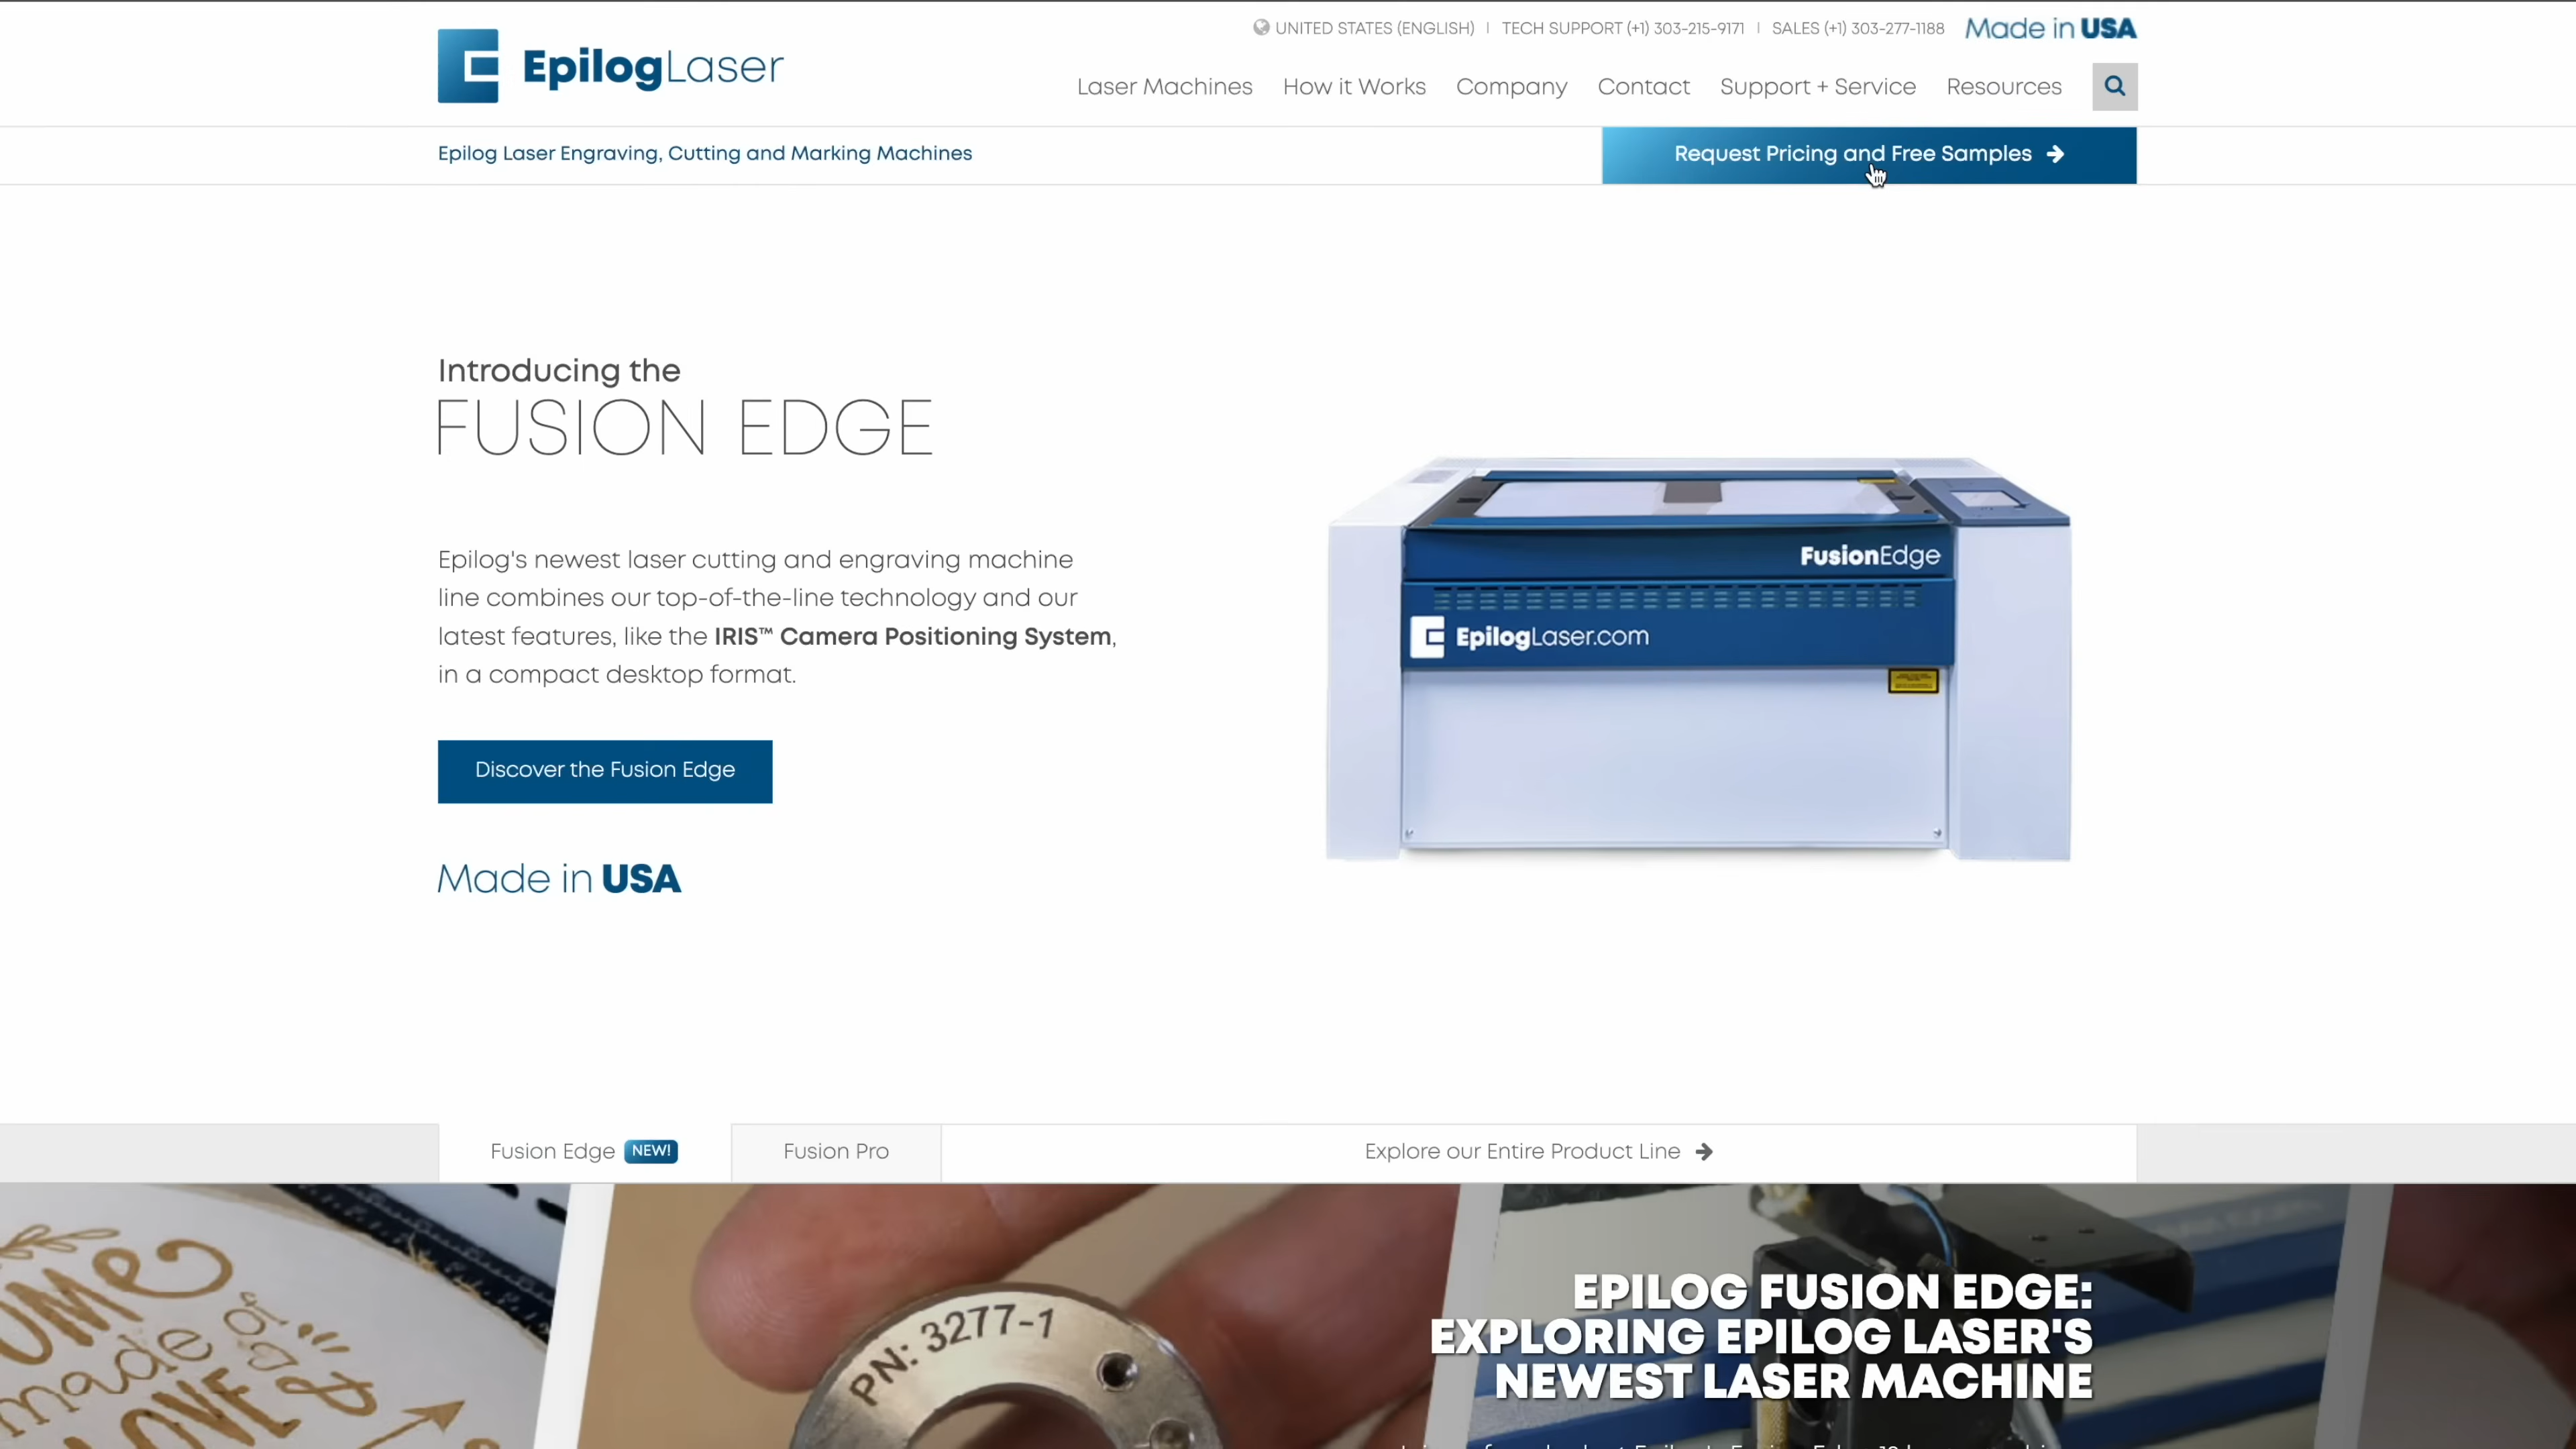 UNITED STATES (ENGLISH) | TECH SUPPORT (+1) 303-215-9171 | SALES (+1) 303-277-1188 Made in USA
EpilogLaser
Laser Machines How it Works Company Contact Support + Service Resources
Epilog Laser Engraving, Cutting and Marking Machines
Request Pricing and Free Samples
Introducing the
FUSION EDGE
Epilog's newest laser cutting and engraving machine
line combines our top-of-the-line technology and our
latest features, like the IRIS™ Camera Positioning System,
in a compact desktop format.
Discover the Fusion Edge
Made in USA
FusionEdge
EpilogLaser.com
Fusion Edge NEW!
Fusion Pro
Explore our Entire Product Line
made of
LOVE
PN: 3277-1
EPILOG FUSION EDGE:
EXPLORING EPILOG LASER'S
NEWEST LASER MACHINE